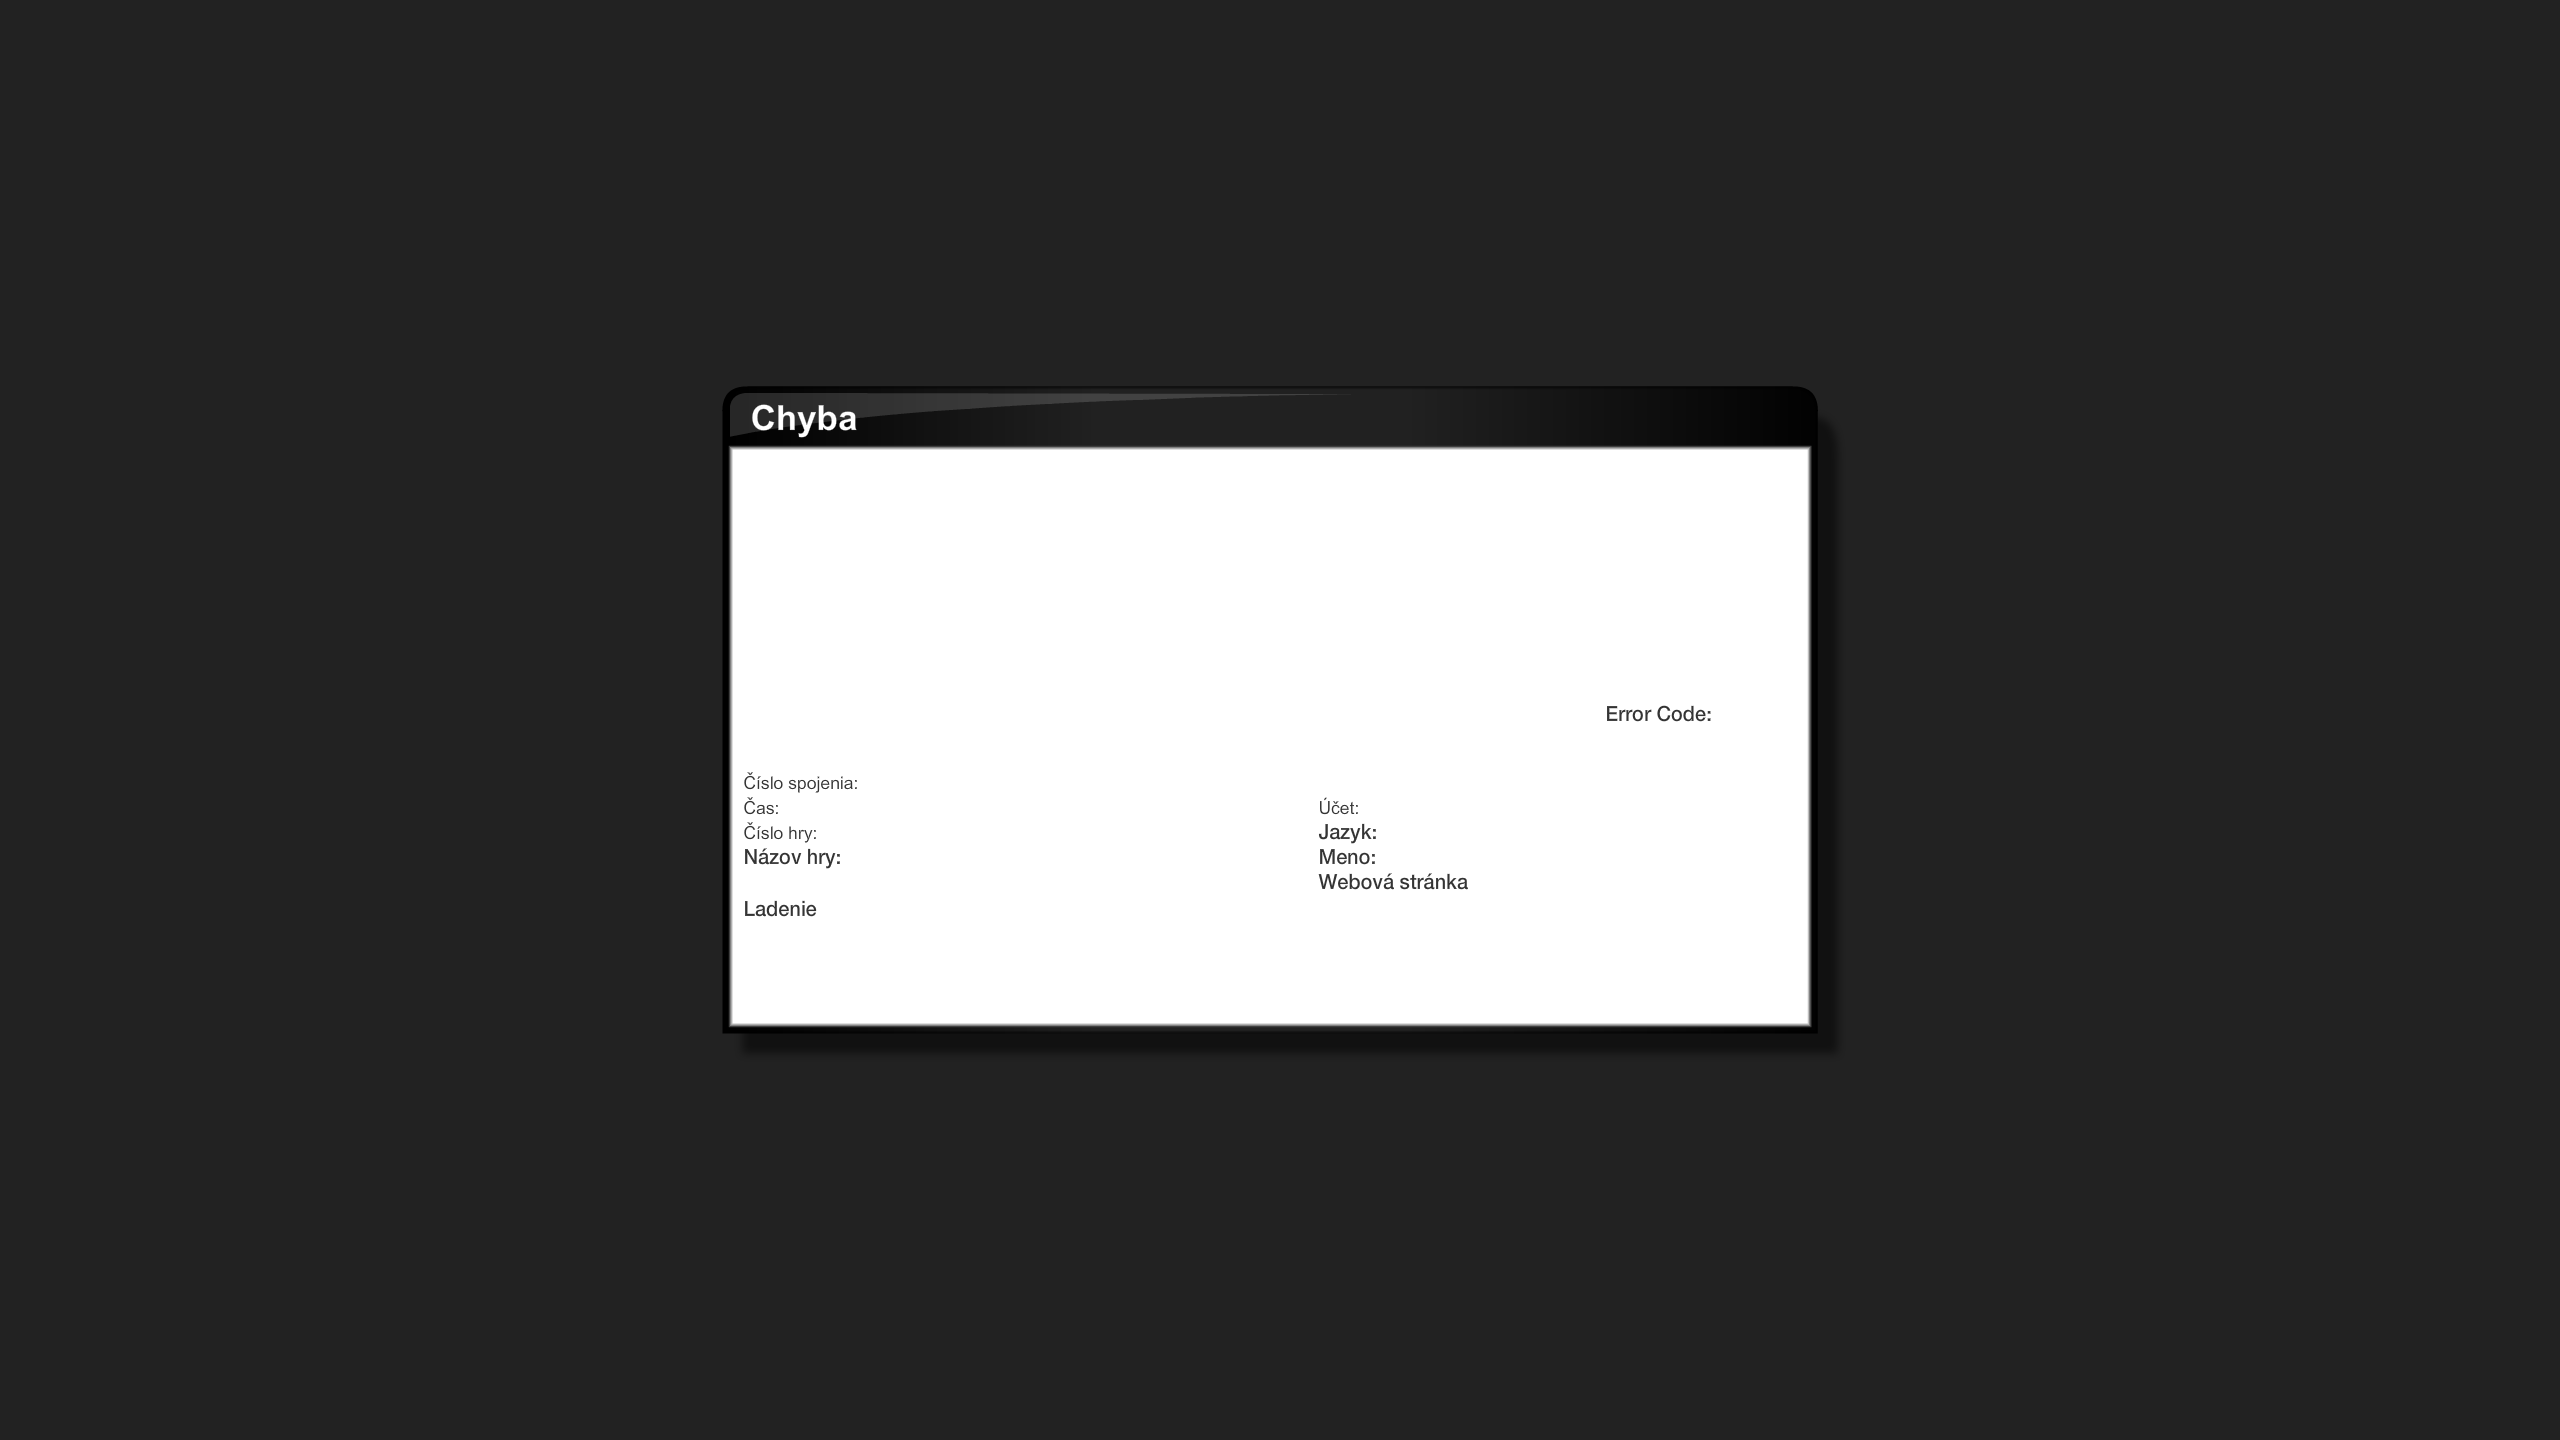 Chyba
Error Code:
Číslo spojenia:
Čas:
Účet:
Číslo hry:
Jazyk:
Názov hry:
Meno:
Webová stránka
Ladenie